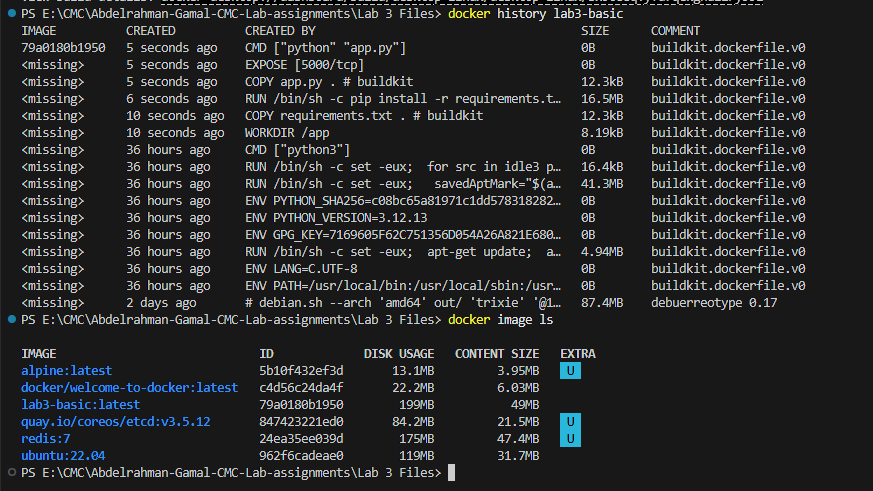 PS E:\CMC\Abdelrahman-Gamal-CMC-Lab-assignments\Lab 3 Files> docker history lab3-basic
IMAGE CREATED CREATED BY SIZE COMMENT
79a0180b1950 5 seconds ago CMD ["python" "app.py"] 0B buildkit.dockerfile.v0
<missing> 5 seconds ago EXPOSE [5000/tcp] 0B buildkit.dockerfile.v0
<missing> 5 seconds ago COPY app.py . # buildkit 12.3kB buildkit.dockerfile.v0
<missing> 6 seconds ago RUN /bin/sh -c pip install -r requirements.t… 16.5MB buildkit.dockerfile.v0
<missing> 10 seconds ago COPY requirements.txt . # buildkit 12.3kB buildkit.dockerfile.v0
<missing> 10 seconds ago WORKDIR /app 8.19kB buildkit.dockerfile.v0
<missing> 36 hours ago CMD ["python3"] 0B buildkit.dockerfile.v0
<missing> 36 hours ago RUN /bin/sh -c set -eux; for src in idle3 p… 16.4kB buildkit.dockerfile.v0
<missing> 36 hours ago RUN /bin/sh -c set -eux; savedAptMark="$(a… 41.3MB buildkit.dockerfile.v0
<missing> 36 hours ago ENV PYTHON_SHA256=c08bc65a81971c1dd578318282… 0B buildkit.dockerfile.v0
<missing> 36 hours ago ENV PYTHON_VERSION=3.12.13 0B buildkit.dockerfile.v0
<missing> 36 hours ago ENV GPG_KEY=7169605F62C751356D054A26A821E680… 0B buildkit.dockerfile.v0
<missing> 36 hours ago RUN /bin/sh -c set -eux; apt-get update; a… 4.94MB buildkit.dockerfile.v0
<missing> 36 hours ago ENV LANG=C.UTF-8 0B buildkit.dockerfile.v0
<missing> 36 hours ago ENV PATH=/usr/local/bin:/usr/local/sbin:/usr… 0B buildkit.dockerfile.v0
<missing> 2 days ago # debian.sh --arch 'amd64' out/ 'trixie' '@1… 87.4MB debuerreotype 0.17
PS E:\CMC\Abdelrahman-Gamal-CMC-Lab-assignments\Lab 3 Files> docker image ls
IMAGE ID DISK USAGE CONTENT SIZE EXTRA
alpine:latest 5b10f432ef3d 13.1MB 3.95MB U
docker/welcome-to-docker:latest c4d56c24da4f 22.2MB 6.03MB
lab3-basic:latest 79a0180b1950 199MB 49MB
quay.io/coreos/etcd:v3.5.12 847423221ed0 84.2MB 21.5MB U
redis:7 24ea35ee039d 175MB 47.4MB U
ubuntu:22.04 962f6cadeae0 119MB 31.7MB
PS E:\CMC\Abdelrahman-Gamal-CMC-Lab-assignments\Lab 3 Files>